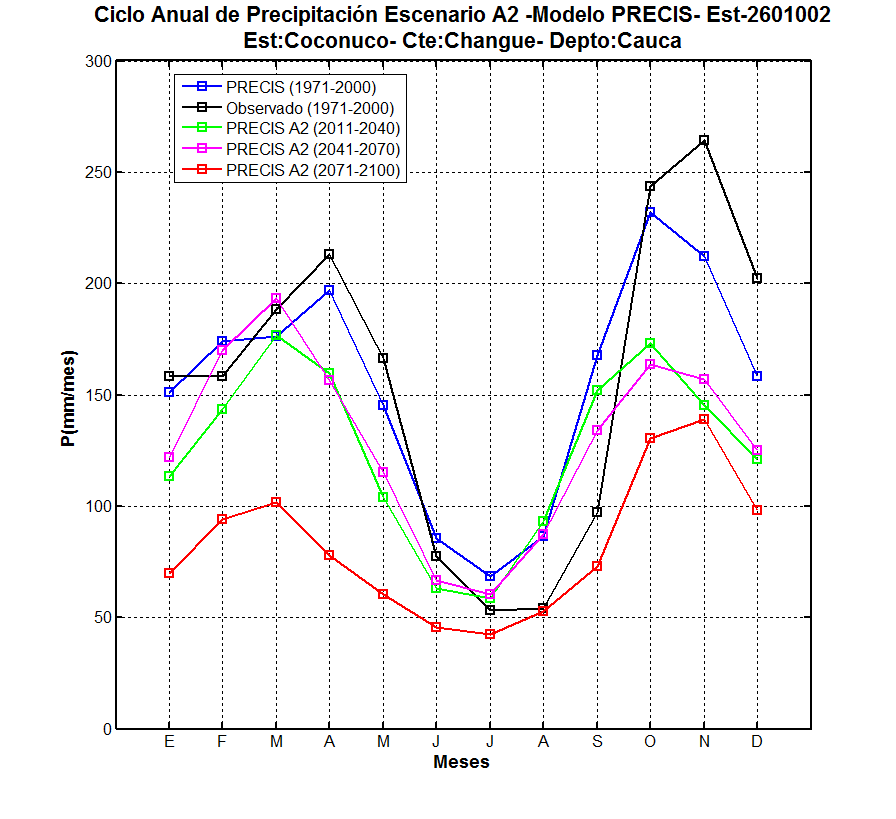 Ciclo Anual de Precipitación Escenario A2 -Modelo PRECIS- Est-2601002
Est:Coconuco- Cte:Changue- Depto:Cauca
300
250
200
150
100
50
0
P(mm/mes)
PRECIS (1971-2000)
Observado (1971-2000)
PRECIS A2 (2011-2040)
PRECIS A2 (2041-2070)
PRECIS A2 (2071-2100)
E F M A M J J A S O N D
Meses